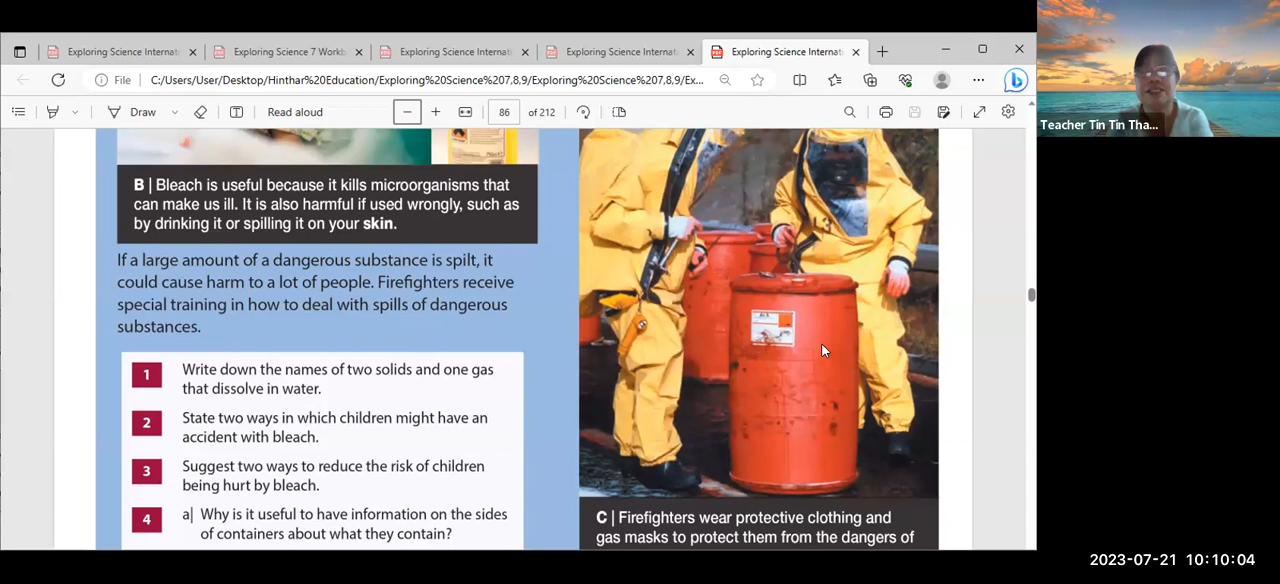 Exploring Science Internat
Exploring Science 7 Workb
Exploring Science Internati
Exploring Science Internati
Exploring Science Internati
File
C:/Users/User/Desktop/Hinthar%20Education/Exploring%20Science%207,8,9/Exploring%20Science%207,8,9/Ex...
Draw
Read aloud
86
of 212
Teacher Tin Tin Tha...
B | Bleach is useful because it kills microorganisms that
can make us ill. It is also harmful if used wrongly, such as
by drinking it or spilling it on your skin.
If a large amount of a dangerous substance is spilt, it
could cause harm to a lot of people. Firefighters receive
special training in how to deal with spills of dangerous
substances.
1 Write down the names of two solids and one gas
that dissolve in water.
2 State two ways in which children might have an
accident with bleach.
3 Suggest two ways to reduce the risk of children
being hurt by bleach.
4 a| Why is it useful to have information on the sides
of containers about what they contain?
C | Firefighters wear protective clothing and
gas masks to protect them from the dangers of
2023-07-21 10:10:04